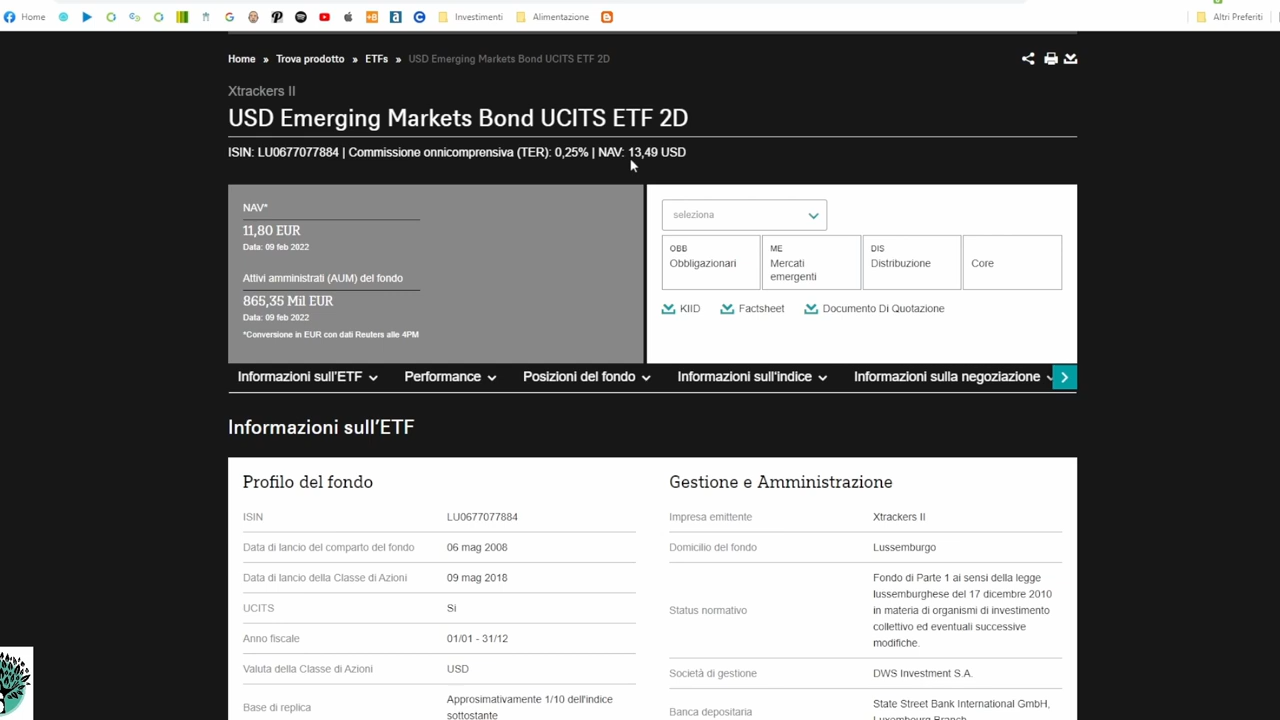 Home
Investimenti
Alimentazione
Altri Preferiti
Home » Trova prodotto » ETFs » USD Emerging Markets Bond UCITS ETF 2D
Xtrackers II
USD Emerging Markets Bond UCITS ETF 2D
ISIN: LU0677077884 | Commissione onnicomprensiva (TER): 0,25% | NAV: 13,49 USD
NAV*
11,80 EUR
Data: 09 feb 2022
Attivi amministrati (AUM) del fondo
865,35 Mil EUR
Data: 09 feb 2022
*Conversione in EUR con dati Reuters alle 4PM
seleziona
OBB
Obbligazionari
ME
Mercati
emergenti
DIS
Distribuzione
Core
KIID Factsheet Documento Di Quotazione
Informazioni sull'ETF Performance Posizioni del fondo Informazioni sull'indice Informazioni sulla negoziazione
Informazioni sull'ETF
Profilo del fondo
ISIN LU0677077884
Data di lancio del comparto del fondo 06 mag 2008
Data di lancio della Classe di Azioni 09 mag 2018
UCITS Si
Anno fiscale 01/01 - 31/12
Valuta della Classe di Azioni USD
Base di replica Approsimativamente 1/10 dell'indice
sottostante
Gestione e Amministrazione
Impresa emittente Xtrackers II
Domicilio del fondo Lussemburgo
Status normativo Fondo di Parte 1 ai sensi della legge
lussemburghese del 17 dicembre 2010
in materia di organismi di investimento
collettivo ed eventuali successive
modifiche.
Società di gestione DWS Investment S.A.
Banca depositaria State Street Bank International GmbH,
Luxembourg Branch